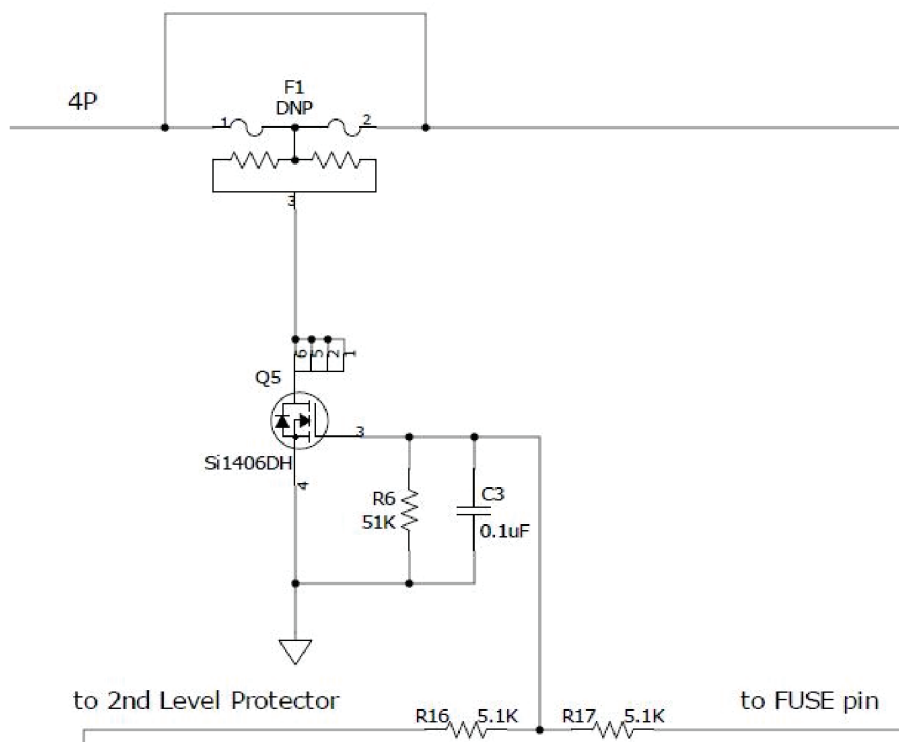 F1
DNP
4P
1
2
3
6
5
2
1
Q5
3
Si1406DH
4
R6
51K
C3
0.1uF
to 2nd Level Protector
R16 5.1K
R17 5.1K
to FUSE pin